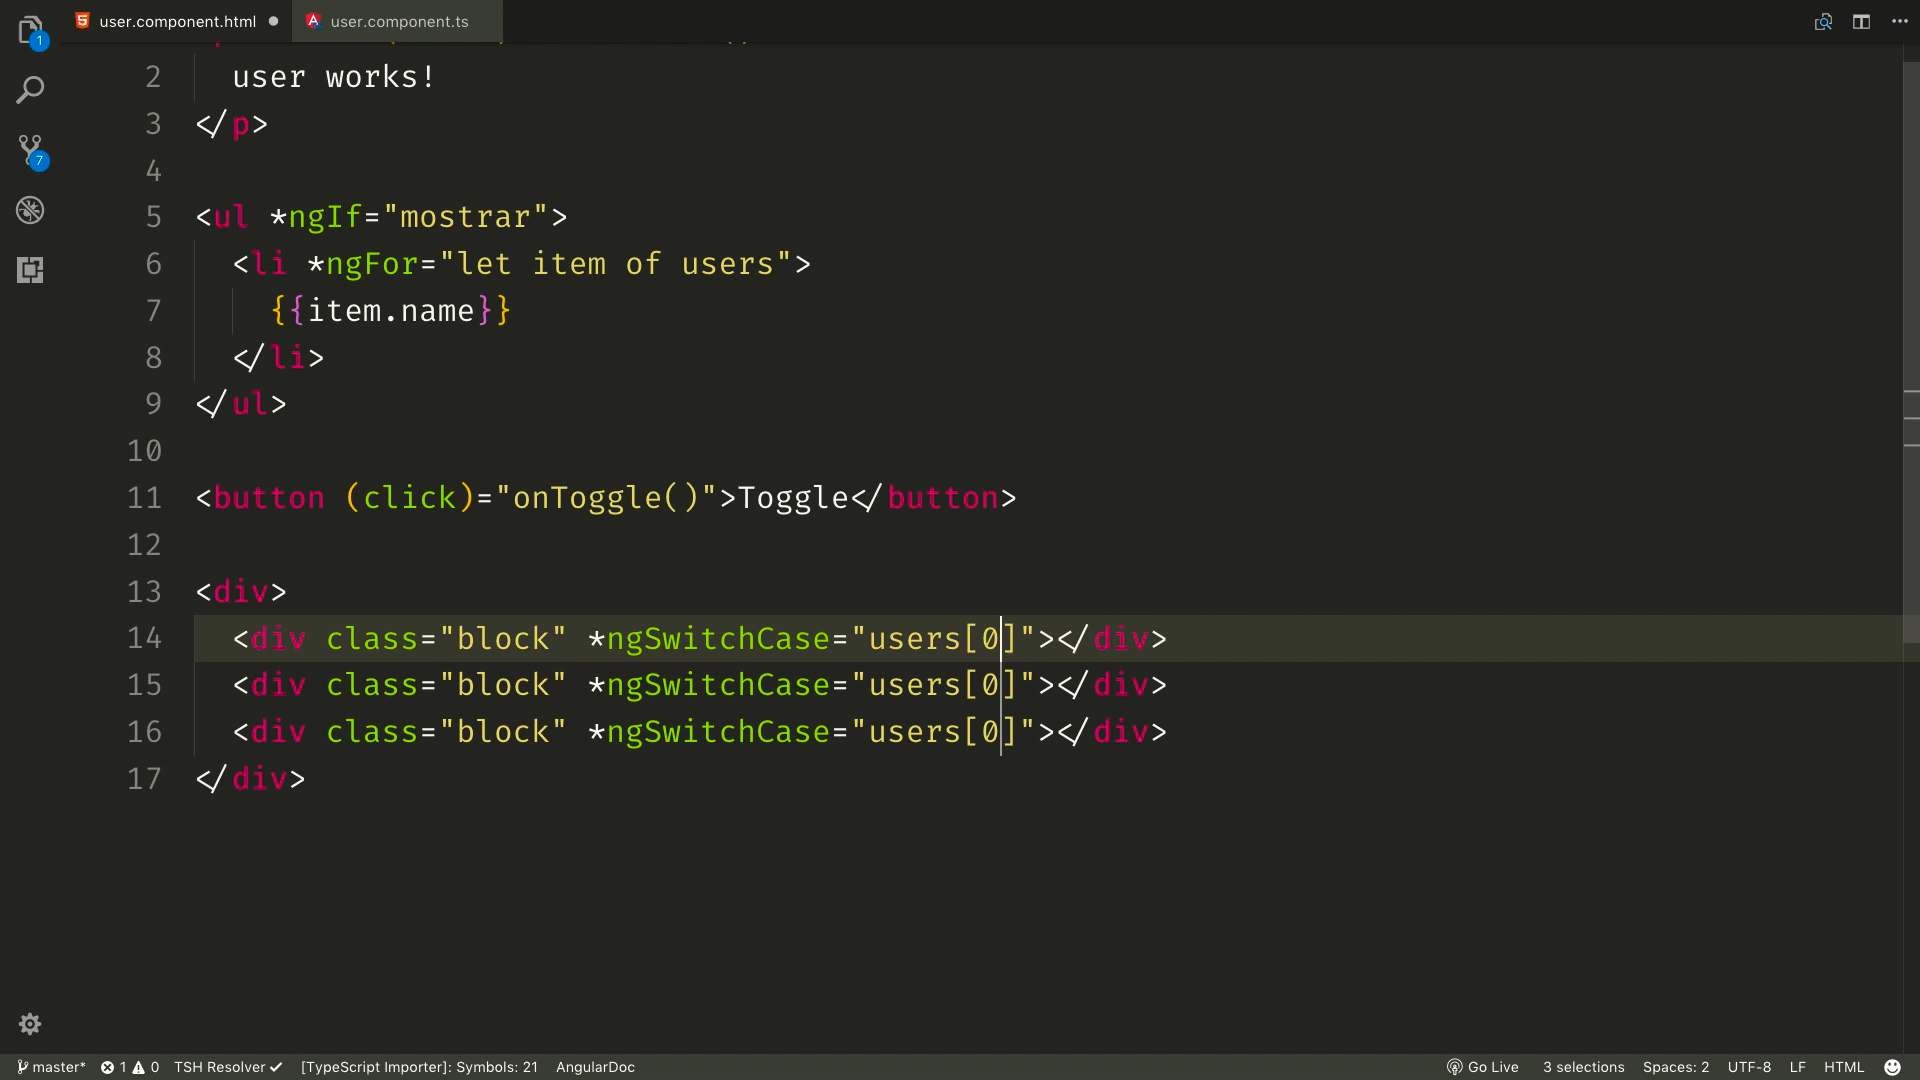 user.component.html
user.component.ts
1
7
2 user works!
3 </p>
4
5 <ul *ngIf="mostrar">
6 <li *ngFor="let item of users">
7 {{item.name}}
8 </li>
9 </ul>
10
11 <button (click)="onToggle()">Toggle</button>
12
13 <div>
14 <div class="block" *ngSwitchCase="users[0]"></div>
15 <div class="block" *ngSwitchCase="users[0]"></div>
16 <div class="block" *ngSwitchCase="users[0]"></div>
17 </div>
master* 1 0 TSH Resolver [TypeScript Importer]: Symbols: 21 AngularDoc Go Live 3 selections Spaces: 2 UTF-8 LF HTML